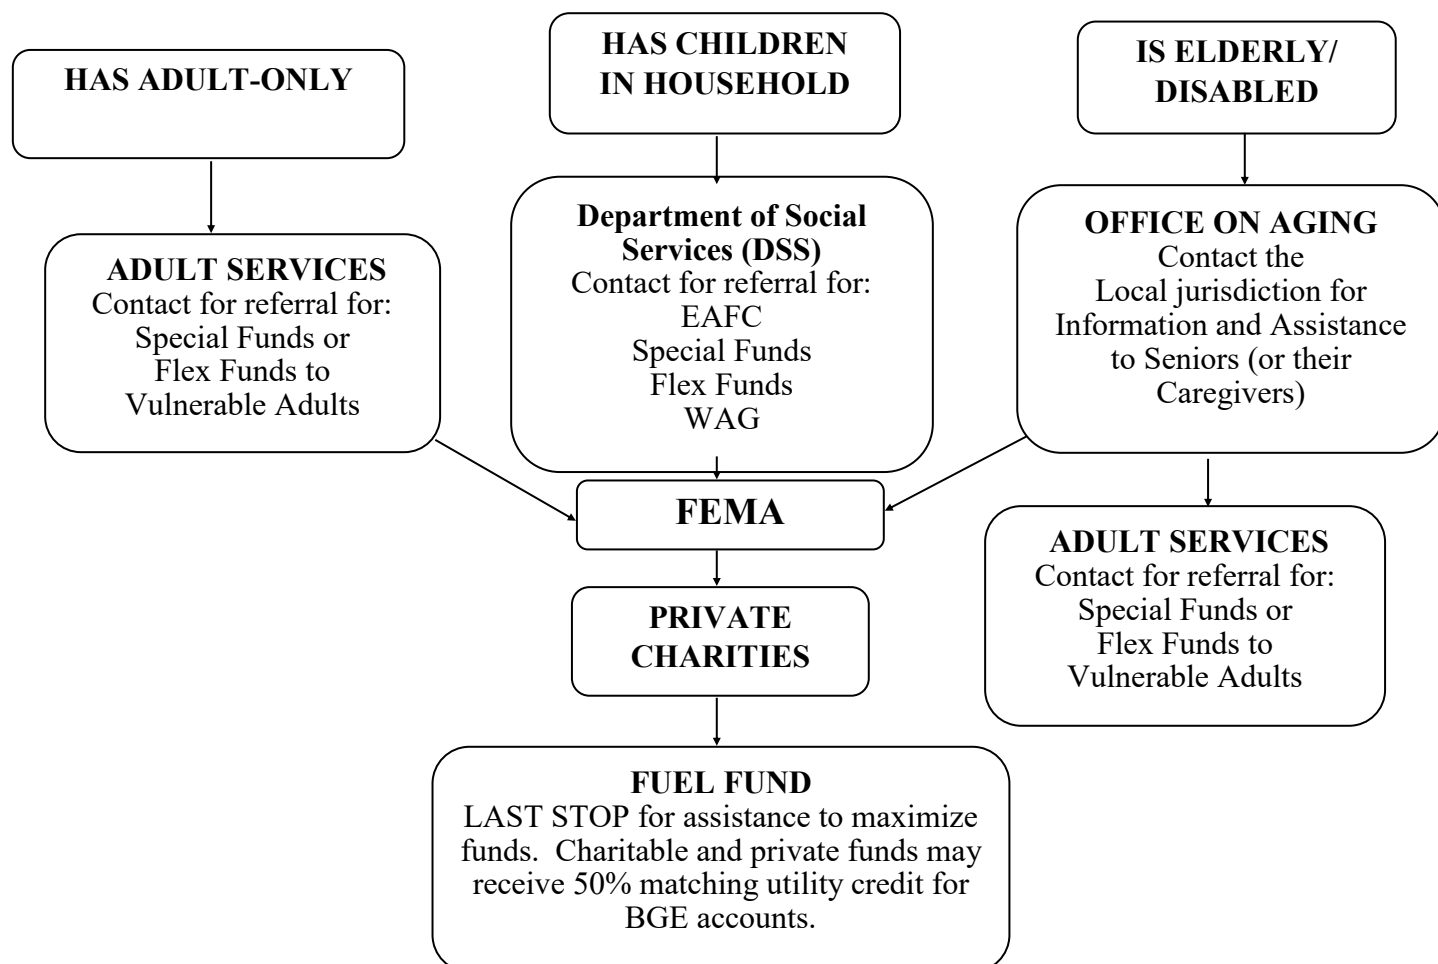 HAS ADULT-ONLY
HAS CHILDREN
IN HOUSEHOLD
IS ELDERLY/
DISABLED
ADULT SERVICES
Contact for referral for:
Special Funds or
Flex Funds to
Vulnerable Adults
Department of Social
Services (DSS)
Contact for referral for:
EAFC
Special Funds
Flex Funds
WAG
OFFICE ON AGING
Contact the
Local jurisdiction for
Information and Assistance
to Seniors (or their
Caregivers)
FEMA
ADULT SERVICES
Contact for referral for:
Special Funds or
Flex Funds to
Vulnerable Adults
PRIVATE
CHARITIES
FUEL FUND
LAST STOP for assistance to maximize
funds.  Charitable and private funds may
receive 50% matching utility credit for
BGE accounts.